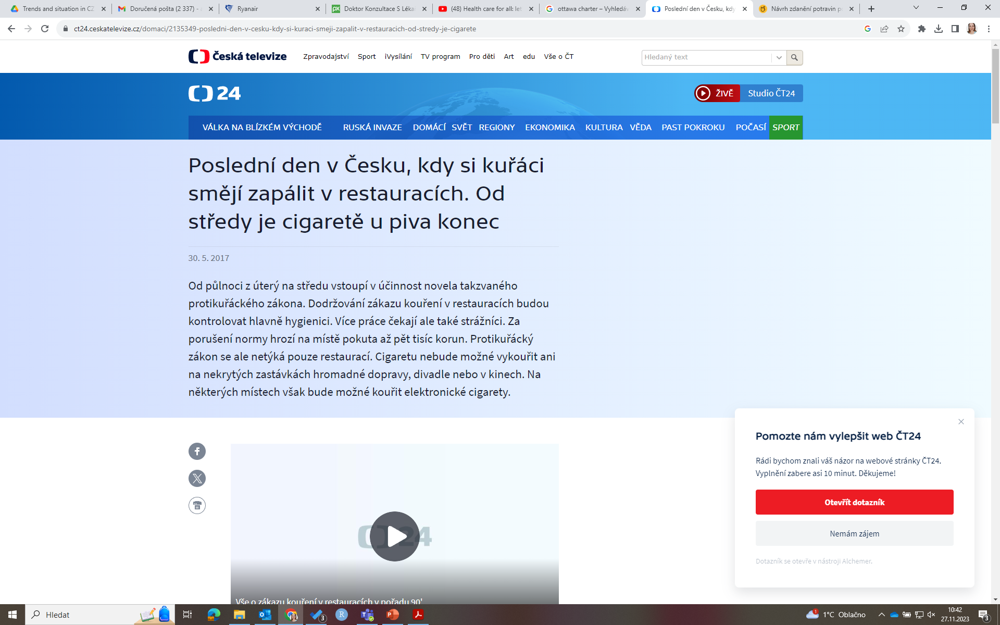 Trends and situation in CZ
Doručená pošta (2 337) -
Ryanair
Doktor Konzultace S Léka
(48) Health care for all: let
ottawa charter – Vyhledáv
Poslední den v Česku, kdy
Návrh zdanění potravin p
ct24.ceskatelevize.cz/domaci/2135349-posledni-den-v-cesku-kdy-si-kuraci-smeji-zapalit-v-restauracich-od-stredy-je-cigarete
Česká televize
Zpravodajství Sport iVysílání TV program Pro děti Art edu Vše o ČT
Hledaný text
24
ŽIVĚ Studio ČT24
VÁLKA NA BLÍZKÉM VÝCHODĚ RUSKÁ INVAZE DOMÁCÍ SVĚT REGIONY EKONOMIKA KULTURA VĚDA PAST POKROKU POČASÍ SPORT
Poslední den v Česku, kdy si kuřáci
smějí zapálit v restauracích. Od
středy je cigaretě u piva konec
30. 5. 2017
Od půlnoci z úterý na středu vstoupí v účinnost novela takzvaného
protikuřáckého zákona. Dodržování zákazu kouření v restauracích budou
kontrolovat hlavně hygienici. Více práce čekají ale také strážníci. Za
porušení normy hrozí na místě pokuta až pět tisíc korun. Protikuřácký
zákon se ale netýká pouze restaurací. Cigaretu nebude možné vykouřit ani
na nekrytých zastávkách hromadné dopravy, divadle nebo v kinech. Na
některých místech však bude možné kouřit elektronické cigarety.
24
Vše o zákazu kouření v restauracích v pořadu 90'
Pomozte nám vylepšit web ČT24
Rádi bychom znali váš názor na webové stránky ČT24.
Vyplnění zabere asi 10 minut. Děkujeme!
Otevřít dotazník
Nemám zájem
Dotazník se otevře v nástroji Alchemer.
Hledat
3
1
1°C Oblačno
10:42
27.11.2023
3